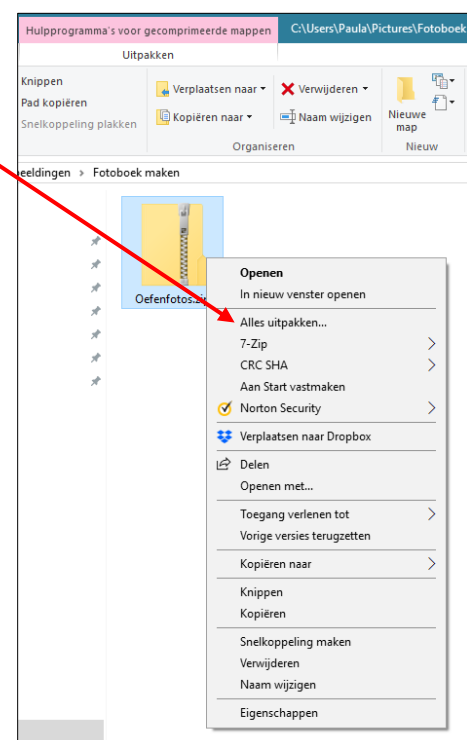 Hulpprogramma's voor gecomprimeerde mappen
C:\Users\Paula\Pictures\Fotoboek
Uitpakken
Knippen
Pad kopiëren
Snelkoppeling plakken
Verplaatsen naar
Kopiëren naar
Verwijderen
Naam wijzigen
Nieuwe
map
Organiseren
Nieuw
eeldingen › Fotoboek maken
Oefenfotos.zip
Openen
In nieuw venster openen
Alles uitpakken...
7-Zip
CRC SHA
Aan Start vastmaken
Norton Security
Verplaatsen naar Dropbox
Delen
Openen met...
Toegang verlenen tot
Vorige versies terugzetten
Kopiëren naar
Knippen
Kopiëren
Snelkoppeling maken
Verwijderen
Naam wijzigen
Eigenschappen